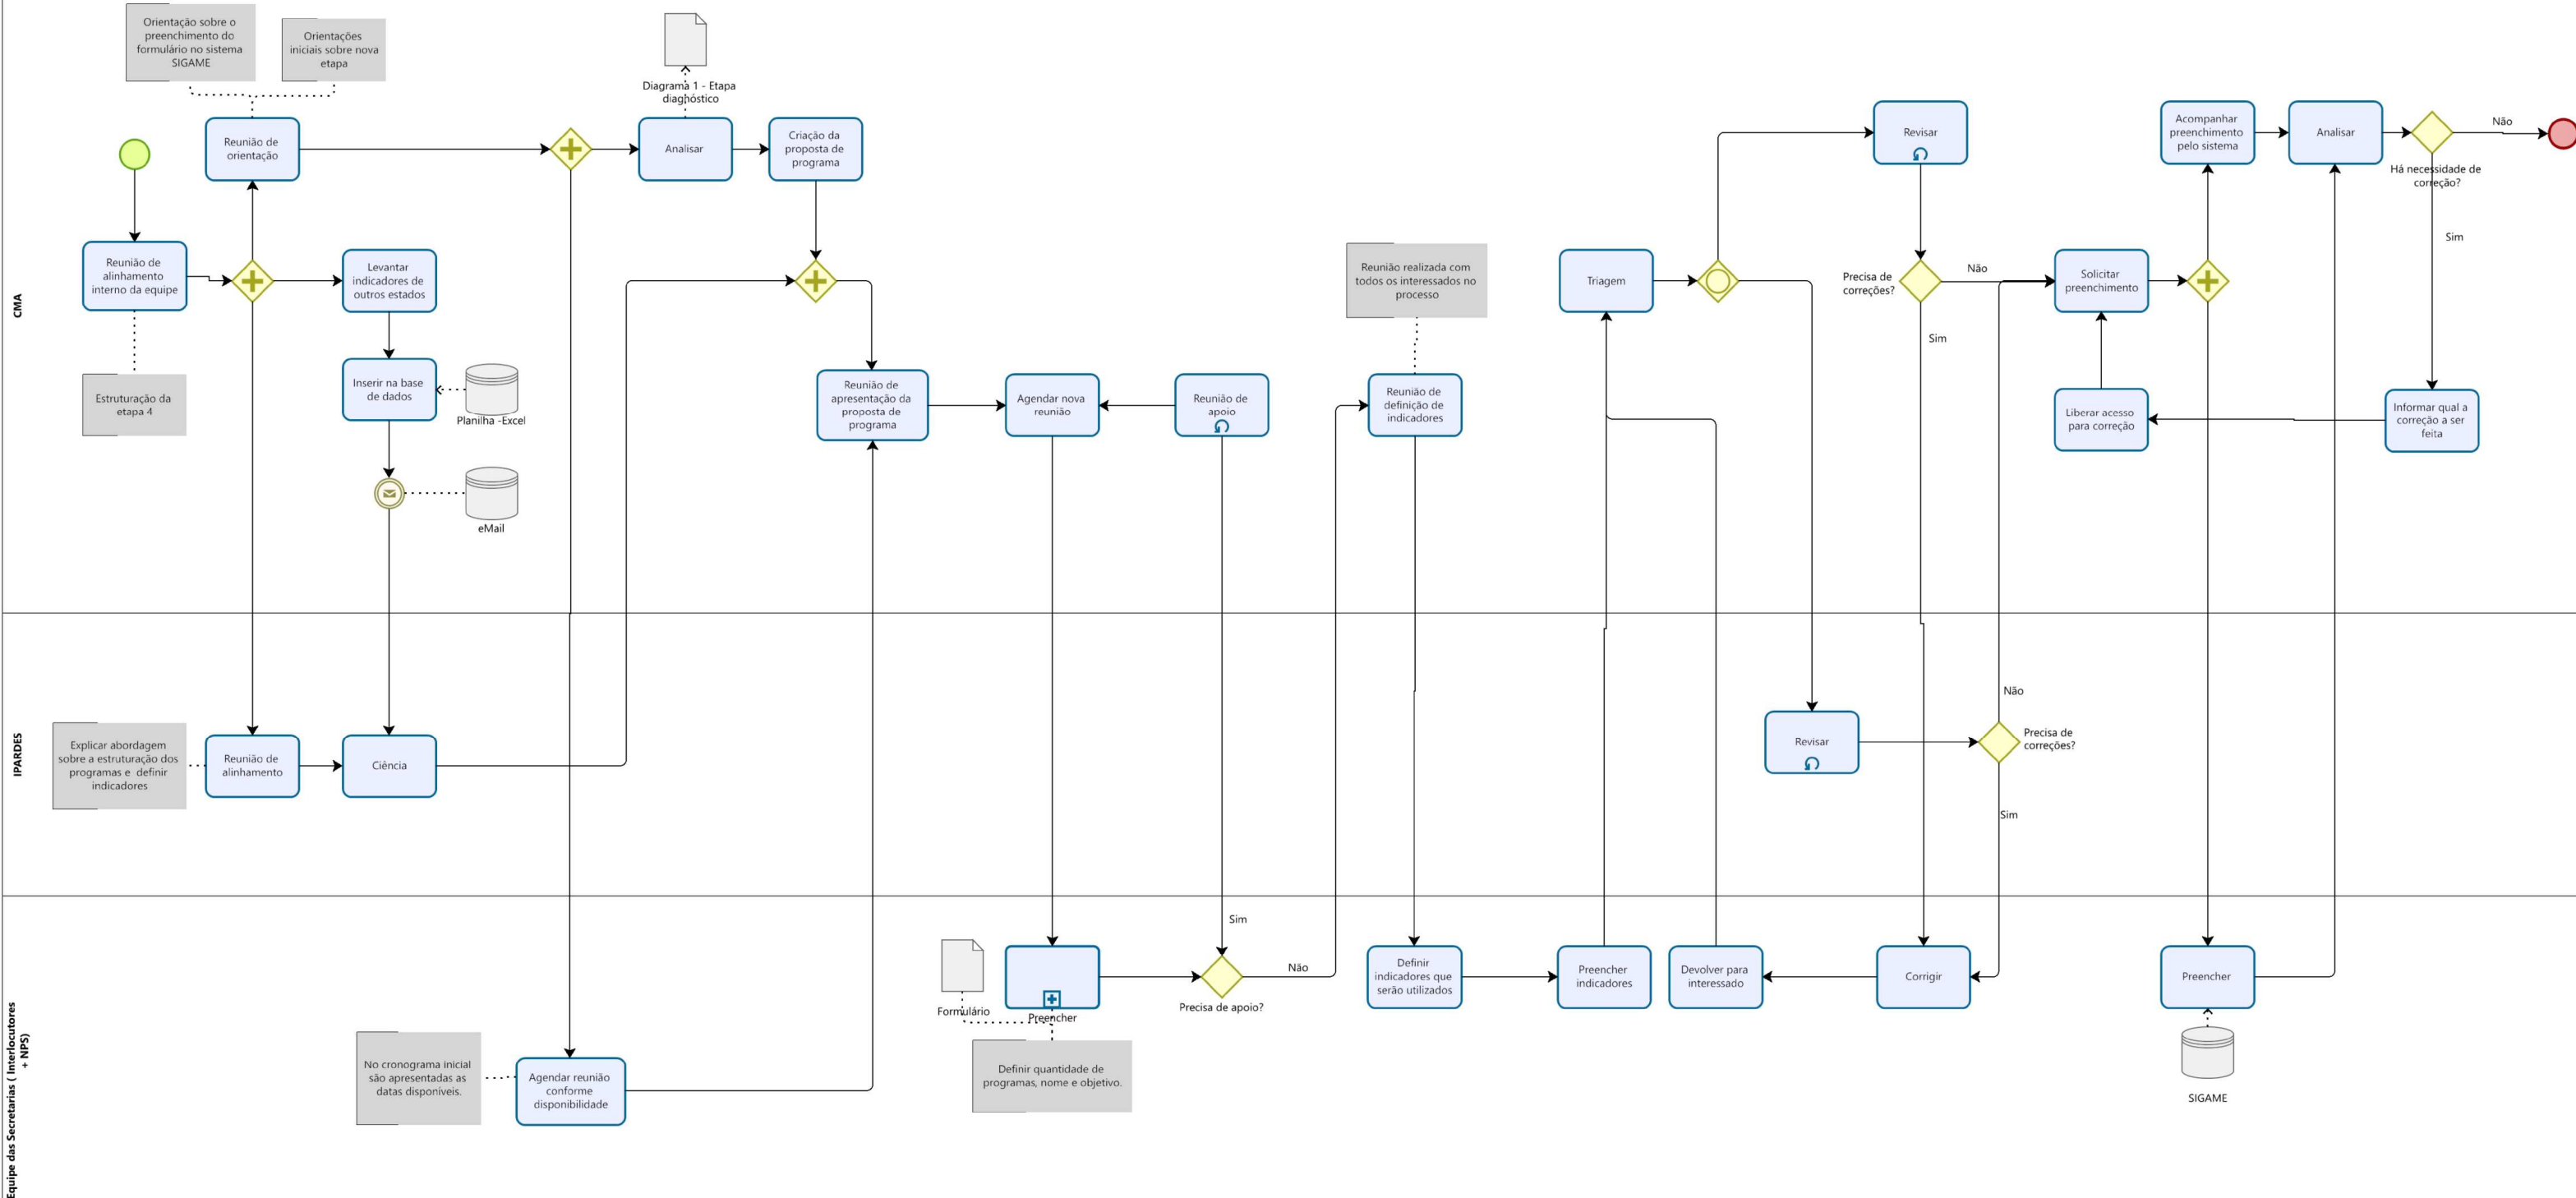 Orientação sobre o
preenchimento do
formulário no sistema
SIGAME
Orientações
iniciais sobre nova
etapa
Diagrama 1 - Etapa
diagnóstico
Reunião de
orientação
Analisar
Criação da
proposta de
programa
Revisar
Acompanhar
preenchimento
pelo sistema
Analisar
Não
Há necessidade de
correção?
Sim
CMA
Reunião de
alinhamento
interno da equipe
Levantar
indicadores de
outros estados
Reunião realizada com
todos os interessados no
processo
Triagem
Precisa de
correções?
Não
Sim
Solicitar
preenchimento
Estruturação da
etapa 4
Inserir na base
de dados
Planilha -Excel
eMail
Reunião de
apresentação da
proposta de
programa
Agendar nova
reunião
Reunião de
apoio
Reunião de
definição de
indicadores
Liberar acesso
para correção
Informar qual a
correção a ser
feita
IPARDES
Explicar abordagem
sobre a estruturação dos
programas e definir
indicadores
Reunião de
alinhamento
Ciência
Revisar
Não
Precisa de
correções?
Sim
Equipe das Secretarias ( Interlocutores
+ NPS)
No cronograma inicial
são apresentadas as
datas disponíveis.
Agendar reunião
conforme
disponibilidade
Formulário
Preencher
Definir quantidade de
programas, nome e objetivo.
Sim
Não
Precisa de apoio?
Definir
indicadores que
serão utilizados
Preencher
indicadores
Devolver para
interessado
Corrigir
Preencher
SIGAME